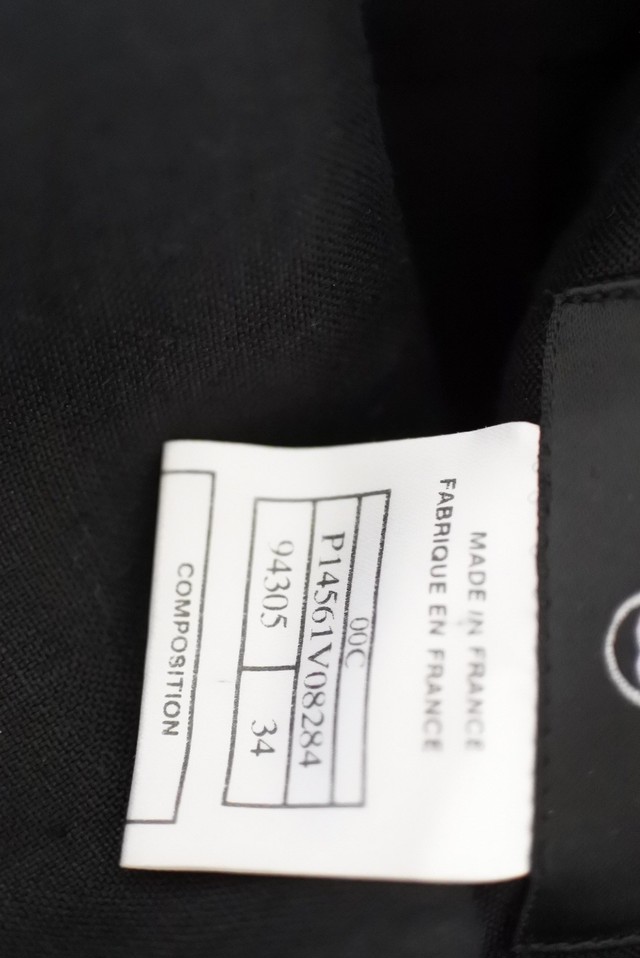 MADE IN FRANCE
FABRIQUE EN FRANCE
00C
P14561V08284
94305 34
COMPOSITION